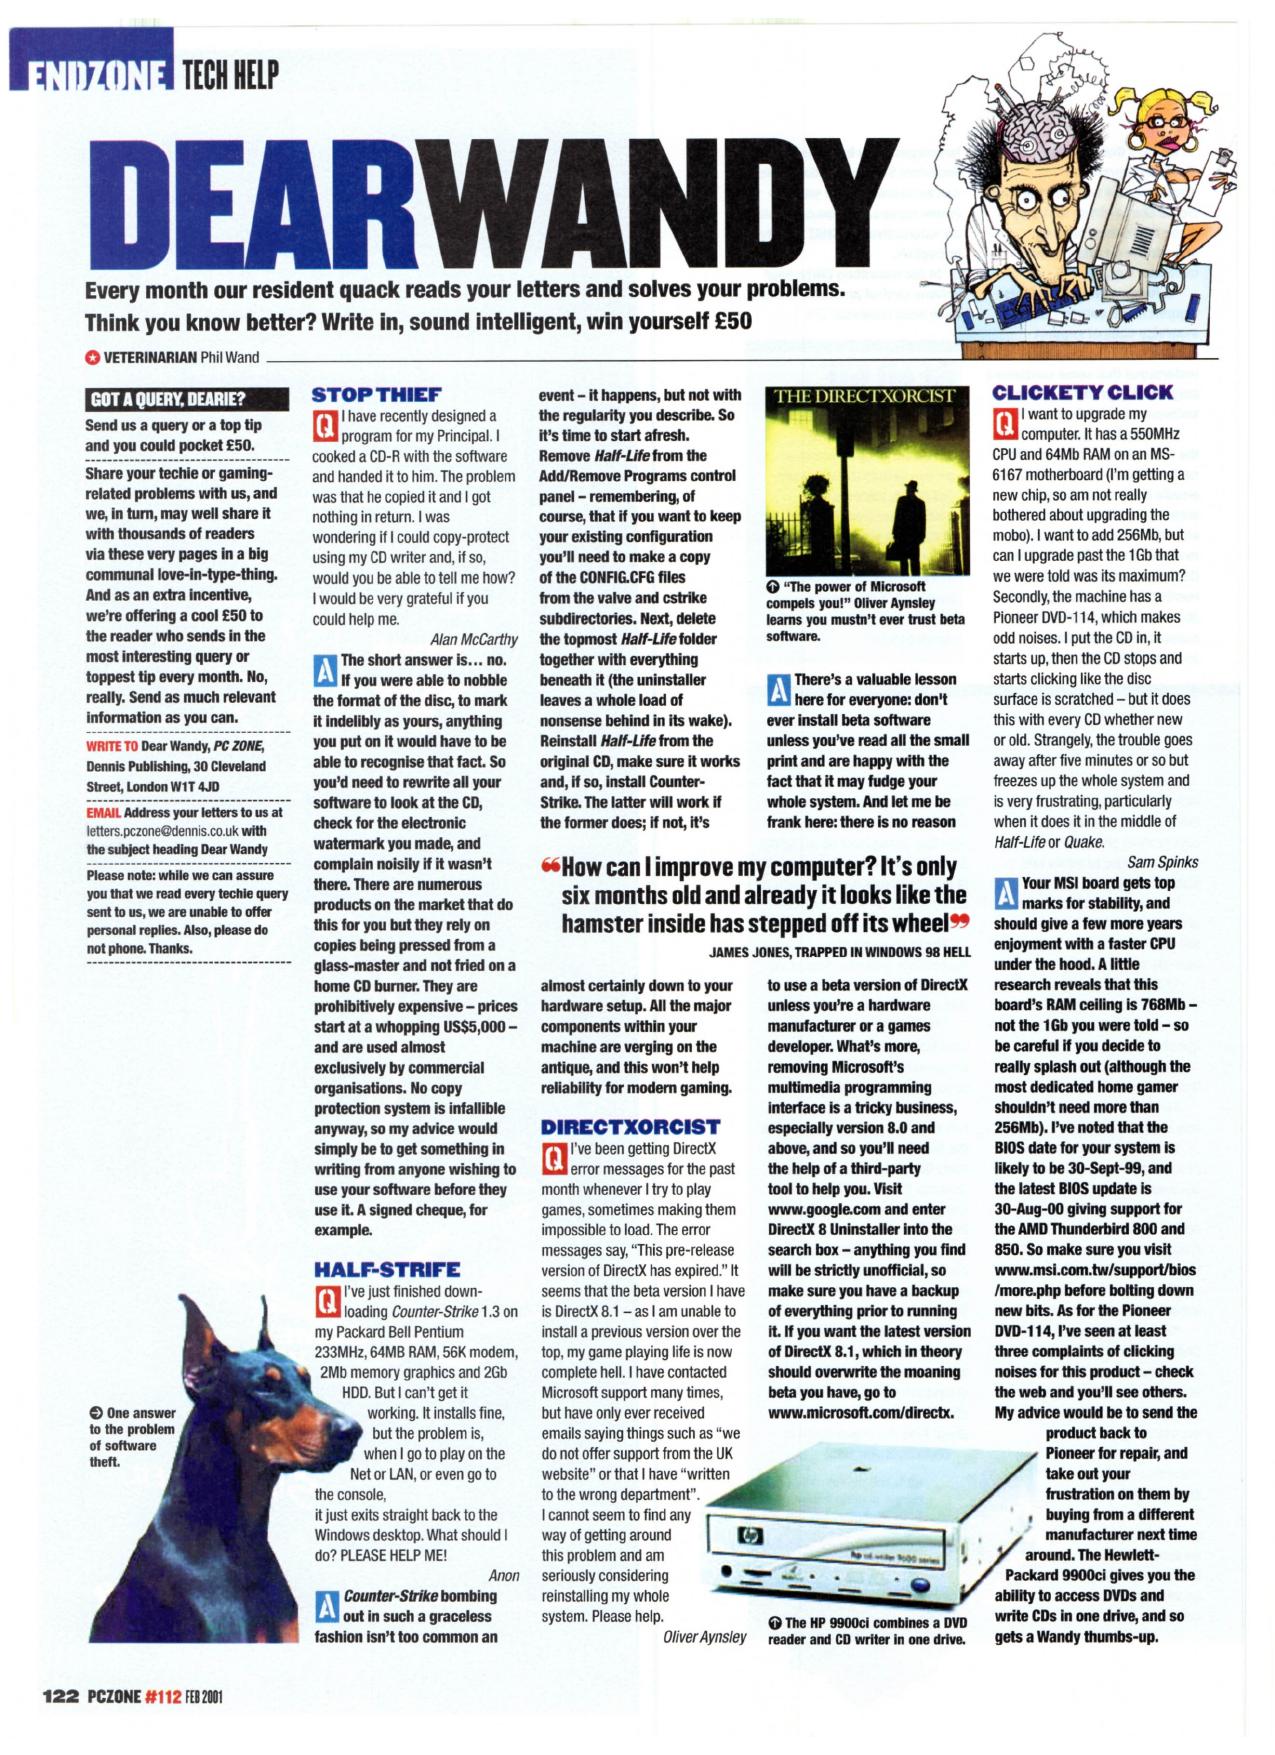 ENDZONE TECH HELP
DEARWANDY
Every month our resident quack reads your letters and solves your problems.
Think you know better? Write in, sound intelligent, win yourself £50
VETERINARIAN Phil Wand
GOT A QUERY, DEARIE?
Send us a query or a top tip
and you could pocket £50.
Share your techie or gaming-
related problems with us, and
we, in turn, may well share it
with thousands of readers
via these very pages in a big
communal love-in-type-thing.
And as an extra incentive,
we're offering a cool £50 to
the reader who sends in the
most interesting query or
toppest tip every month. No,
really. Send as much relevant
information as you can.
WRITE TO Dear Wandy, PC ZONE,
Dennis Publishing, 30 Cleveland
Street, London W1T 4JD
EMAIL Address your letters to us at
letters.pczone@dennis.co.uk with
the subject heading Dear Wandy
Please note: while we can assure
you that we read every techie query
sent to us, we are unable to offer
personal replies. Also, please do
not phone. Thanks.
One answer
to the problem
of software
theft.
STOP THIEF
Q I have recently designed a
program for my Principal. I
cooked a CD-R with the software
and handed it to him. The problem
was that he copied it and I got
nothing in return. I was
wondering if I could copy-protect
using my CD writer and, if so,
would you be able to tell me how?
I would be very grateful if you
could help me.
Alan McCarthy
A The short answer is... no.
If you were able to nobble
the format of the disc, to mark
it indelibly as yours, anything
you put on it would have to be
able to recognise that fact. So
you'd need to rewrite all your
software to look at the CD,
check for the electronic
watermark you made, and
complain noisily if it wasn't
there. There are numerous
products on the market that do
this for you but they rely on
copies being pressed from a
glass-master and not fried on a
home CD burner. They are
prohibitively expensive – prices
start at a whopping US$5,000 –
and are used almost
exclusively by commercial
organisations. No copy
protection system is infallible
anyway, so my advice would
simply be to get something in
writing from anyone wishing to
use your software before they
use it. A signed cheque, for
example.
HALF-STRIFE
Q I've just finished down-
loading Counter-Strike 1.3 on
my Packard Bell Pentium
233MHz, 64MB RAM, 56K modem,
2Mb memory graphics and 2Gb
HDD. But I can't get it
working. It installs fine,
but the problem is,
when I go to play on the
Net or LAN, or even go to
the console,
it just exits straight back to the
Windows desktop. What should I
do? PLEASE HELP ME!
Anon
A Counter-Strike bombing
out in such a graceless
fashion isn't too common an
event – it happens, but not with
the regularity you describe. So
it's time to start afresh.
Remove Half-Life from the
Add/Remove Programs control
panel – remembering, of
course, that if you want to keep
your existing configuration
you'll need to make a copy
of the CONFIG.CFG files
from the valve and cstrike
subdirectories. Next, delete
the topmost Half-Life folder
together with everything
beneath it (the uninstaller
leaves a whole load of
nonsense behind in its wake).
Reinstall Half-Life from the
original CD, make sure it works
and, if so, install Counter-
Strike. The latter will work if
the former does; if not, it's
“How can I improve my computer? It's only
six months old and already it looks like the
hamster inside has stepped off its wheel”
JAMES JONES, TRAPPED IN WINDOWS 98 HELL
almost certainly down to your
hardware setup. All the major
components within your
machine are verging on the
antique, and this won't help
reliability for modern gaming.
DIRECTXORCIST
Q I've been getting DirectX
error messages for the past
month whenever I try to play
games, sometimes making them
impossible to load. The error
messages say, “This pre-release
version of DirectX has expired.” It
seems that the beta version I have
is DirectX 8.1 – as I am unable to
install a previous version over the
top, my game playing life is now
complete hell. I have contacted
Microsoft support many times,
but have only ever received
emails saying things such as “we
do not offer support from the UK
website” or that I have “written
to the wrong department”.
I cannot seem to find any
way of getting around
this problem and am
seriously considering
reinstalling my whole
system. Please help.
Oliver Aynsley
THE DIRECTXORCIST
“The power of Microsoft
compels you!” Oliver Aynsley
learns you mustn't ever trust beta
software.
A There's a valuable lesson
here for everyone: don't
ever install beta software
unless you've read all the small
print and are happy with the
fact that it may fudge your
whole system. And let me be
frank here: there is no reason
to use a beta version of DirectX
unless you're a hardware
manufacturer or a games
developer. What's more,
removing Microsoft's
multimedia programming
interface is a tricky business,
especially version 8.0 and
above, and so you'll need
the help of a third-party
tool to help you. Visit
www.google.com and enter
DirectX 8 Uninstaller into the
search box – anything you find
will be strictly unofficial, so
make sure you have a backup
of everything prior to running
it. If you want the latest version
of DirectX 8.1, which in theory
should overwrite the moaning
beta you have, go to
www.microsoft.com/directx.
hp
hp cd-writer 9600 series
The HP 9900ci combines a DVD
reader and CD writer in one drive.
CLICKETY CLICK
Q I want to upgrade my
computer. It has a 550MHz
CPU and 64Mb RAM on an MS-
6167 motherboard (I'm getting a
new chip, so am not really
bothered about upgrading the
mobo). I want to add 256Mb, but
can I upgrade past the 1Gb that
we were told was its maximum?
Secondly, the machine has a
Pioneer DVD-114, which makes
odd noises. I put the CD in, it
starts up, then the CD stops and
starts clicking like the disc
surface is scratched – but it does
this with every CD whether new
or old. Strangely, the trouble goes
away after five minutes or so but
freezes up the whole system and
is very frustrating, particularly
when it does it in the middle of
Half-Life or Quake.
Sam Spinks
A Your MSI board gets top
marks for stability, and
should give a few more years
enjoyment with a faster CPU
under the hood. A little
research reveals that this
board's RAM ceiling is 768Mb –
not the 1Gb you were told – so
be careful if you decide to
really splash out (although the
most dedicated home gamer
shouldn't need more than
256Mb). I've noted that the
BIOS date for your system is
likely to be 30-Sept-99, and
the latest BIOS update is
30-Aug-00 giving support for
the AMD Thunderbird 800 and
850. So make sure you visit
www.msi.com.tw/support/bios
/more.php before bolting down
new bits. As for the Pioneer
DVD-114, I've seen at least
three complaints of clicking
noises for this product – check
the web and you'll see others.
My advice would be to send the
product back to
Pioneer for repair, and
take out your
frustration on them by
buying from a different
manufacturer next time
around. The Hewlett-
Packard 9900ci gives you the
ability to access DVDs and
write CDs in one drive, and so
gets a Wandy thumbs-up.
122 PCZONE #112 FEB 2001